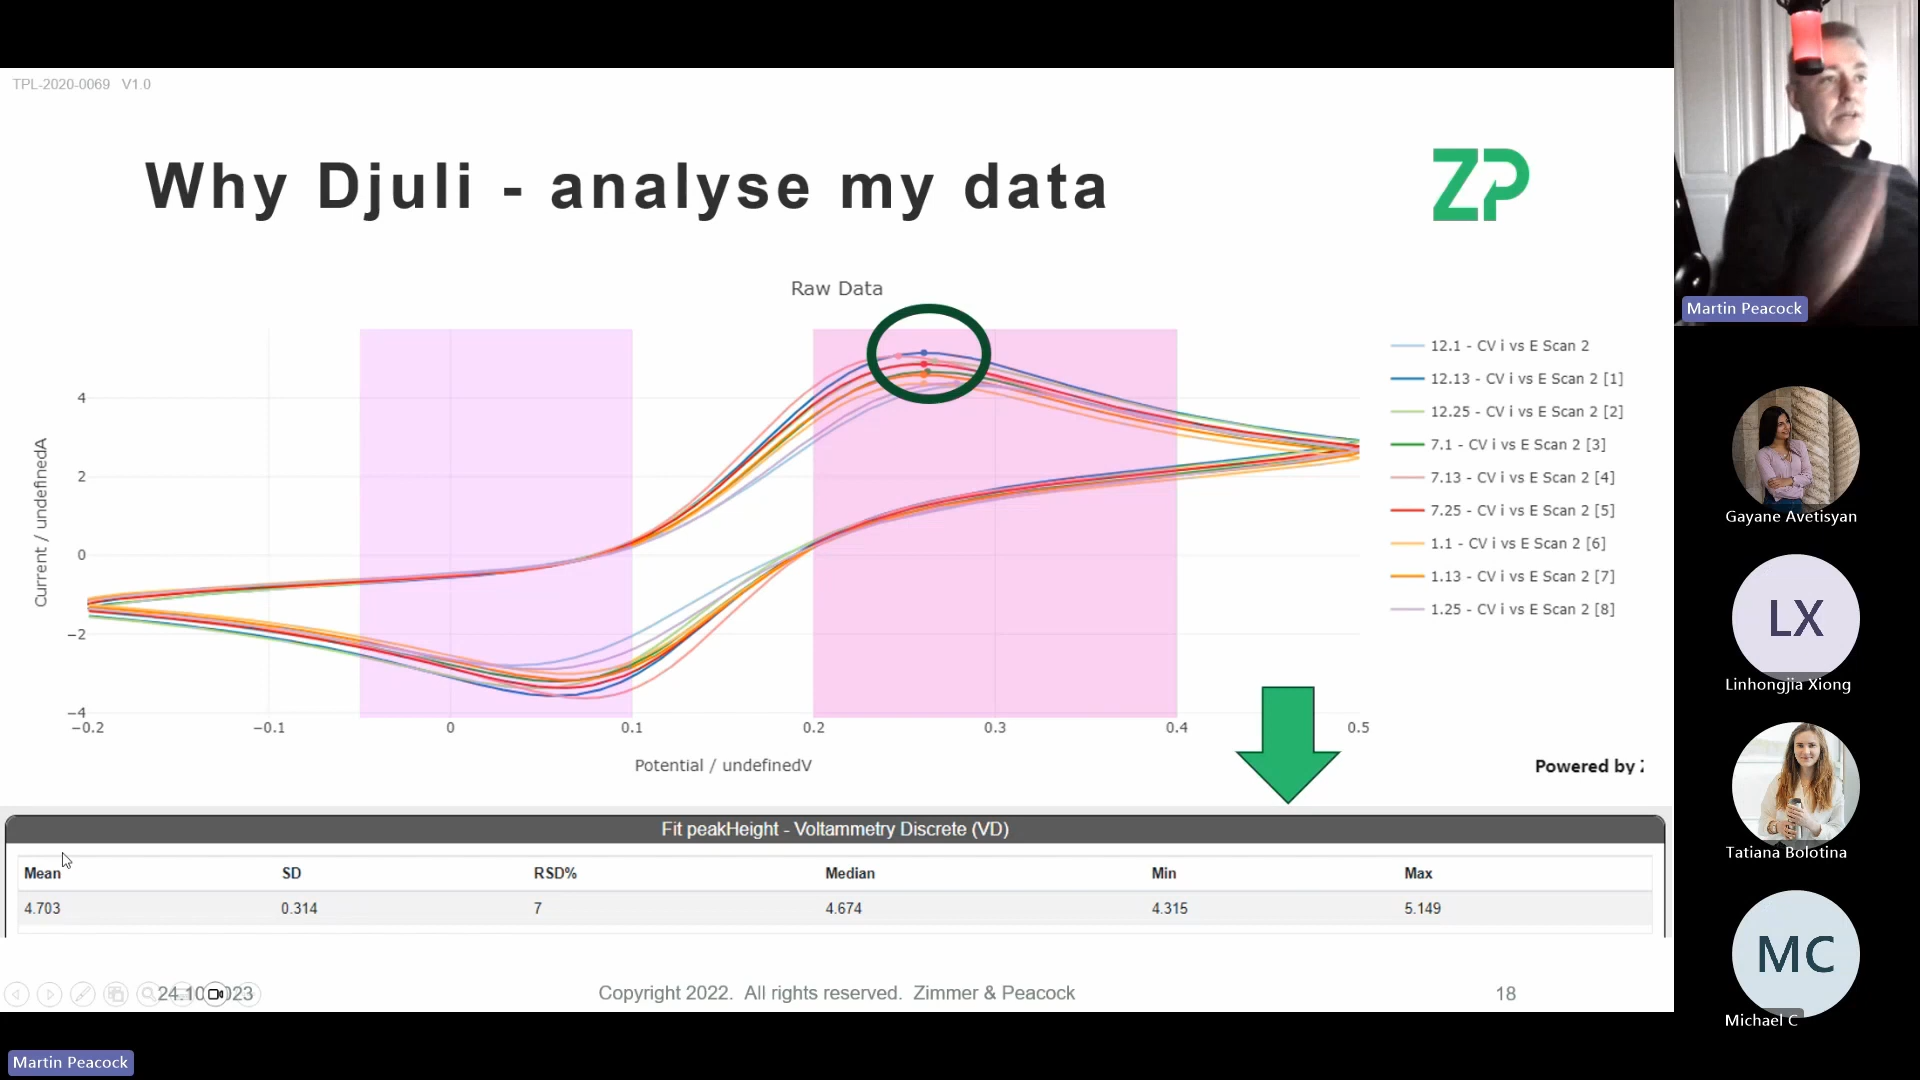 TPL-2020-0069 V1.0
Why Djuli - analyse my data
ZP
Raw Data
12.1 - CV i vs E Scan 2
12.13 - CV i vs E Scan 2 [1]
12.25 - CV i vs E Scan 2 [2]
7.1 - CV i vs E Scan 2 [3]
7.13 - CV i vs E Scan 2 [4]
7.25 - CV i vs E Scan 2 [5]
1.1 - CV i vs E Scan 2 [6]
1.13 - CV i vs E Scan 2 [7]
1.25 - CV i vs E Scan 2 [8]
Current / undefinedA
4
2
0
−2
−4
−0.2 −0.1 0 0.1 0.2 0.3 0.4 0.5
Potential / undefinedV
Powered by
Fit peakHeight - Voltammetry Discrete (VD)
Mean SD RSD% Median Min Max
4.703 0.314 7 4.674 4.315 5.149
Copyright 2022. All rights reserved. Zimmer & Peacock
18
Martin Peacock
Gayane Avetisyan
LX
Linhongjia Xiong
Tatiana Bolotina
MC
Michael C
Martin Peacock